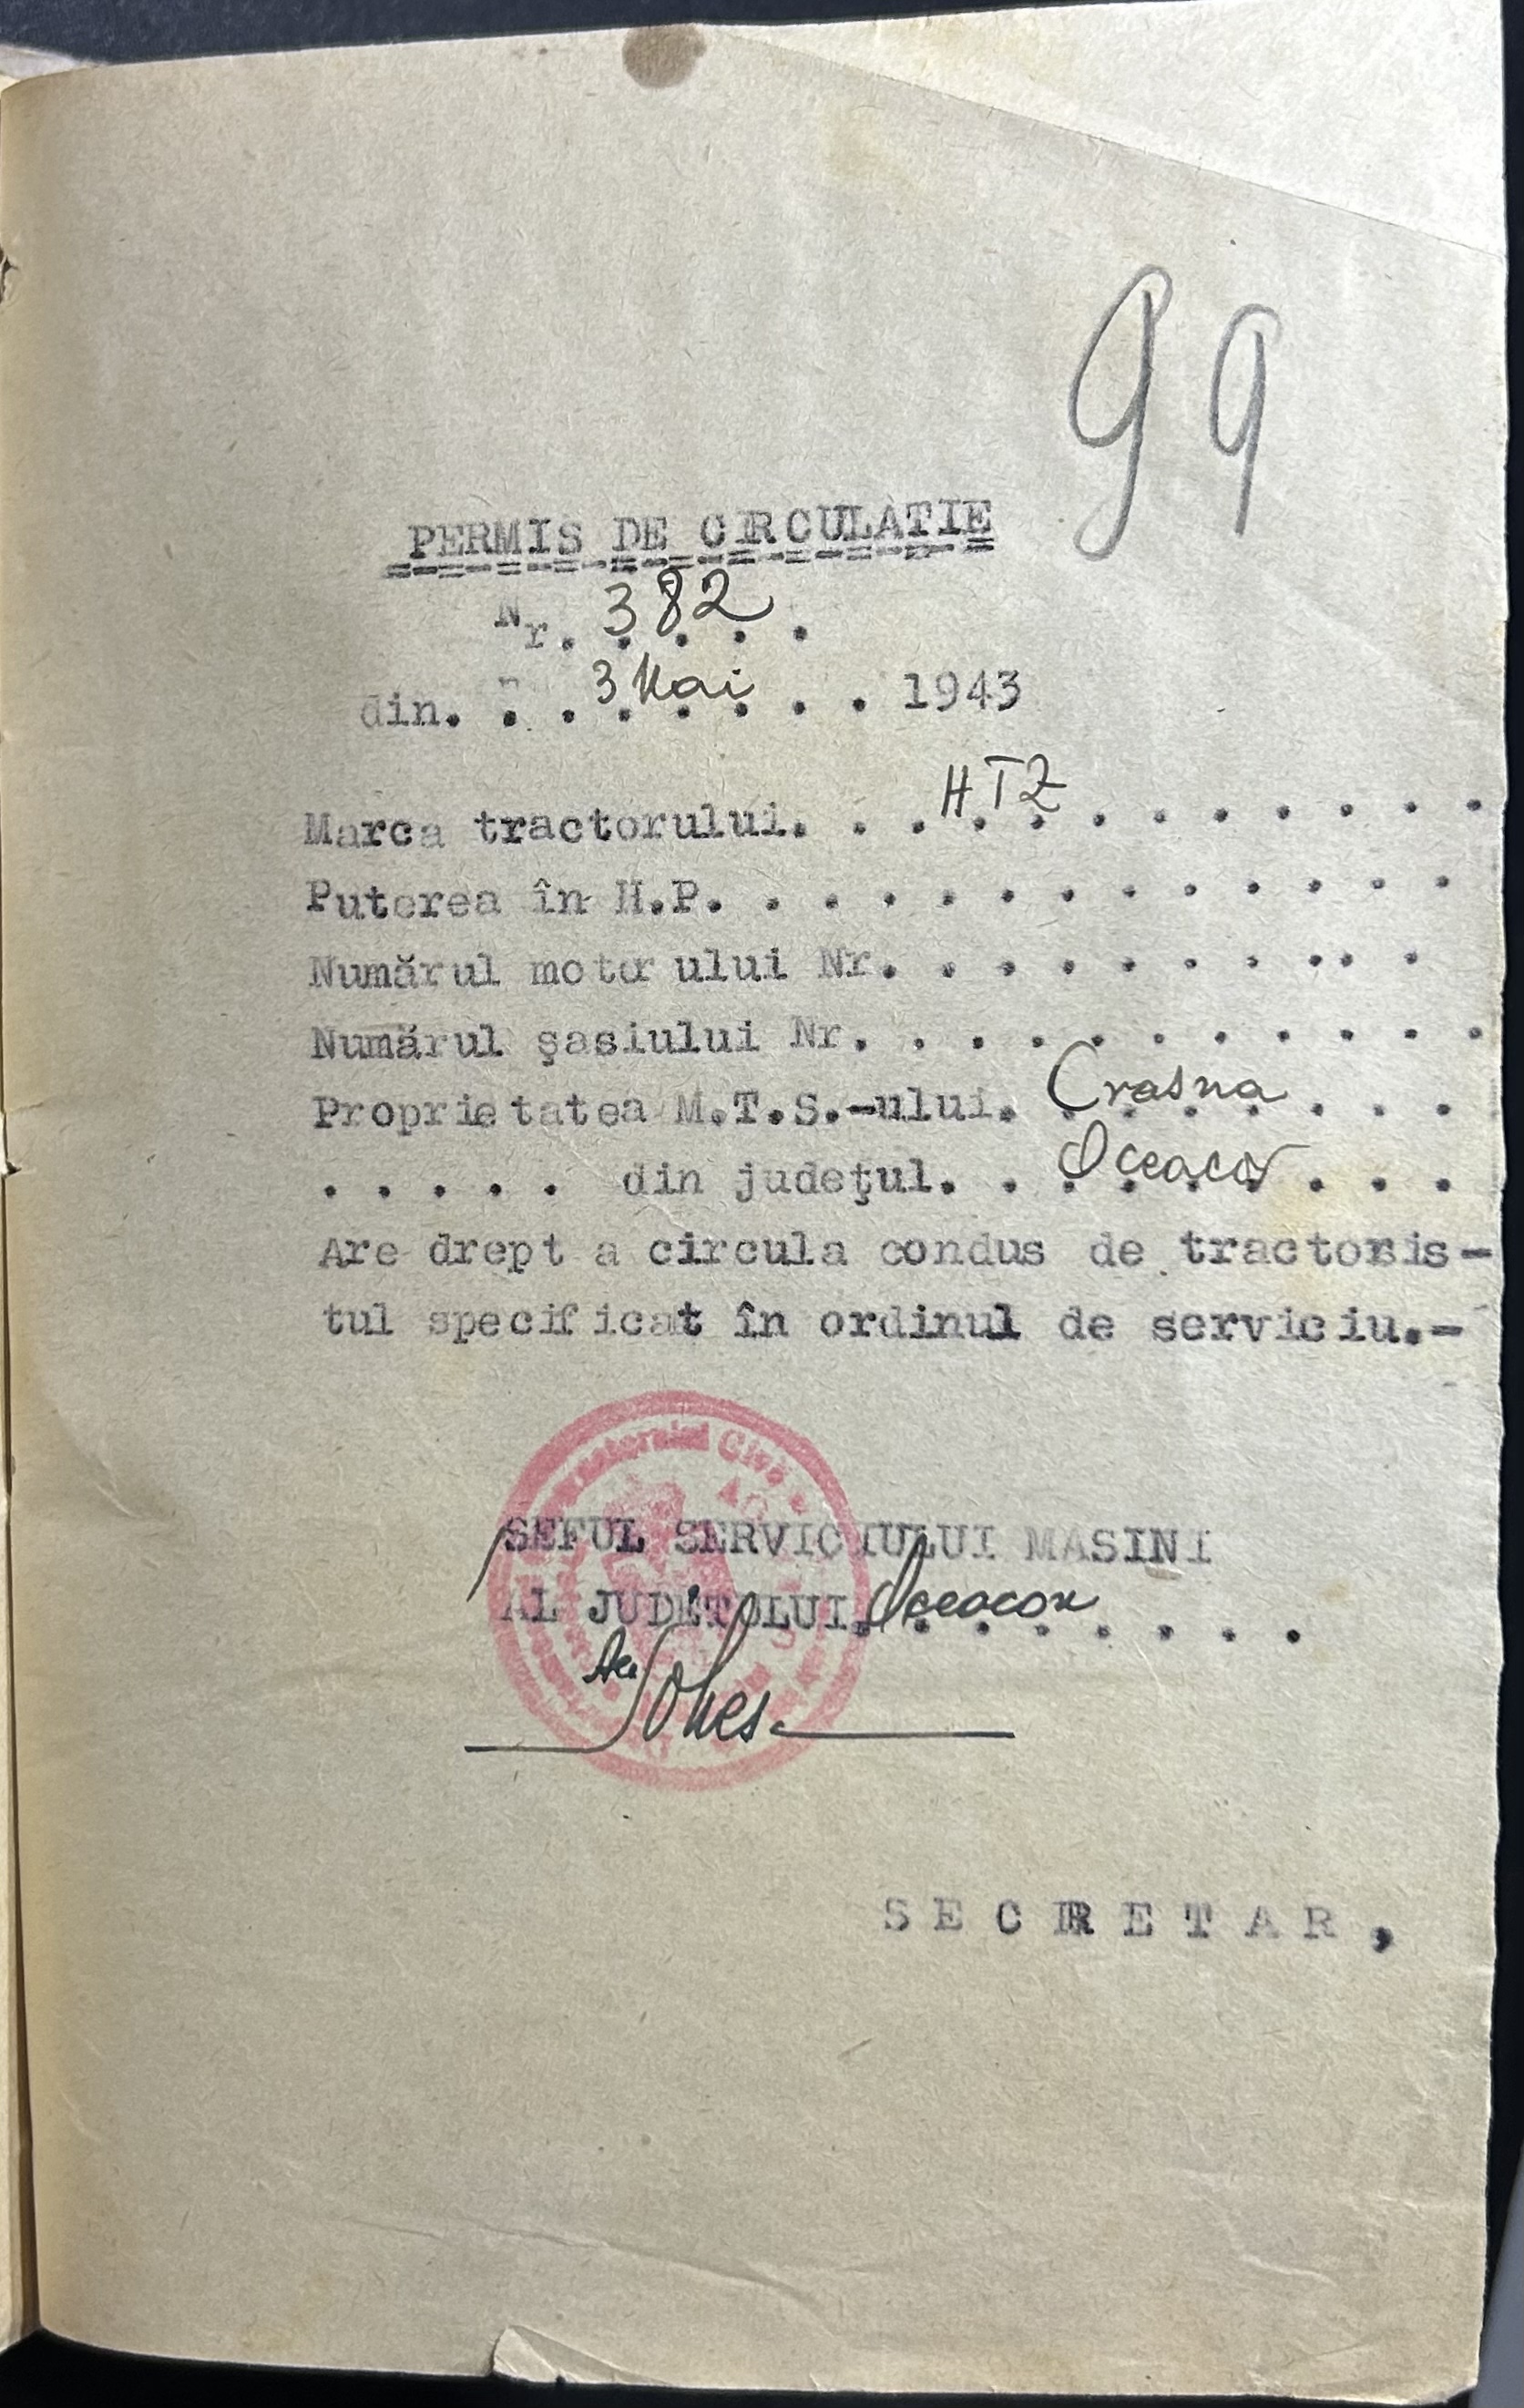 99
PERMIS DE CIRCULATIE
Nr. 382 . .
din. . . 3 Mai . . . 1943
Marca tractorului. . . . HTZ . . . . . . .
Puterea în H.P. . . . . . . . . . . . .
Numărul motorului Nr. . . . . . . . . . .
Numărul şasiului Nr. . . . . . . . . . . .
Proprietatea M.T.S.-ului. Crasna . . .
. . . . . din judeţul. . Oceacov . . .
Are drept a circula condus de tractoris-
tul specificat în ordinul de serviciu.-
SEFUL SERVICIULUI MASINI
AL JUDETULUI. Oceacov . . . . .
SECRETAR,